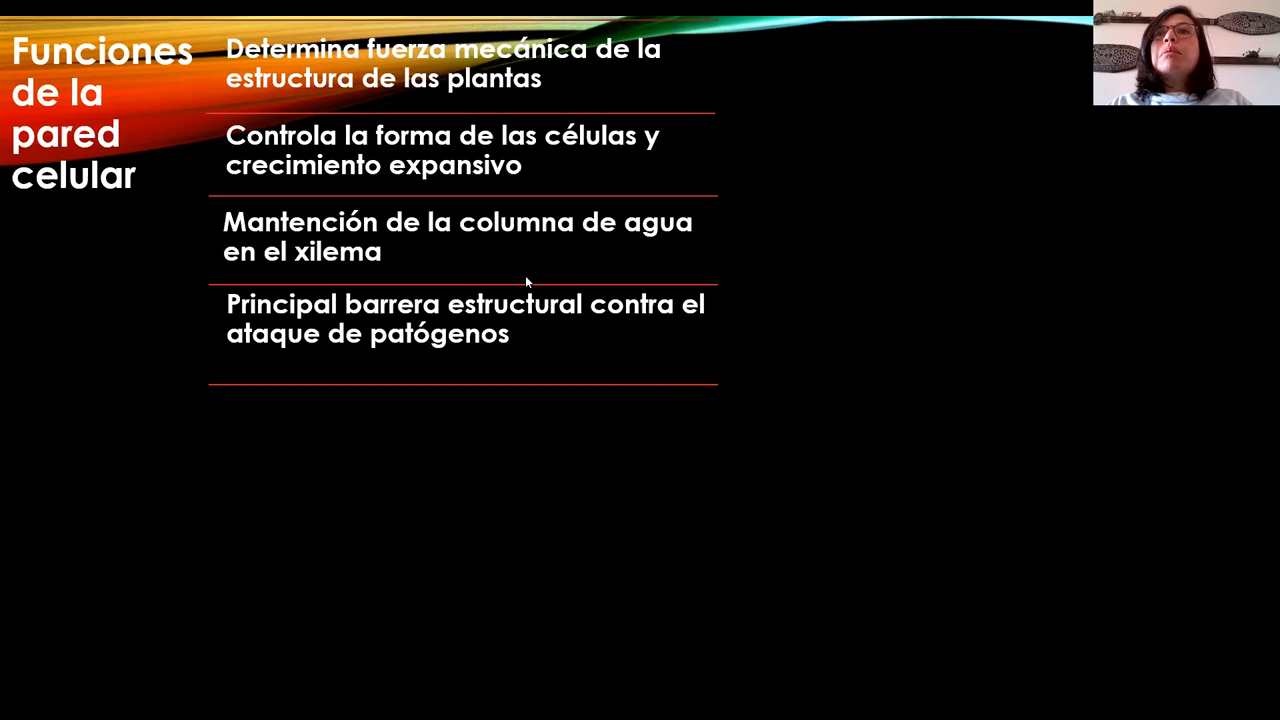 Funciones
de la
pared
celular
Determina fuerza mecánica de la
estructura de las plantas
Controla la forma de las células y
crecimiento expansivo
Mantención de la columna de agua
en el xilema
Principal barrera estructural contra el
ataque de patógenos